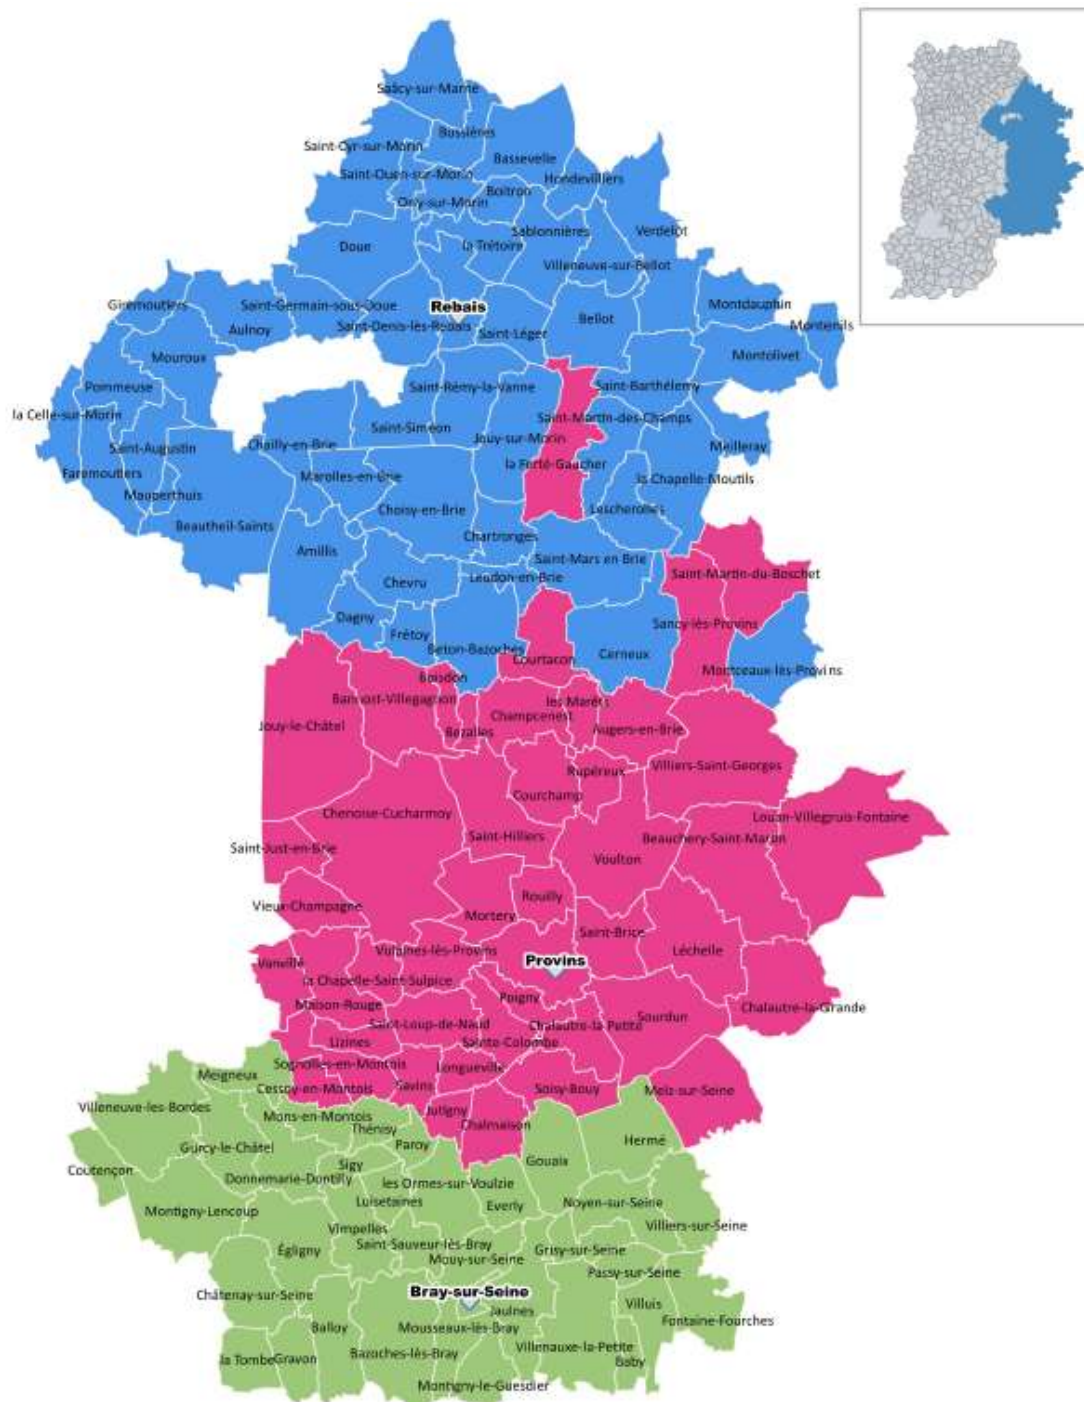 Saâcy-sur-Marne
Bussières
Saint-Cyr-sur-Morin
Bassevelle
Saint-Ouen-sur-Morin
Hondevilliers
Boitron
Orly-sur-Morin
Sablonnières
Verdelot
Doue
la Trétoire
Villeneuve-sur-Bellot
Giremoutiers
Saint-Germain-sous-Doue
Rebais
Montdauphin
Aulnoy
Saint-Denis-lès-Rebais
Saint-Léger
Bellot
Montenils
Mouroux
Montolivet
Pommeuse
Saint-Rémy-la-Vanne
Saint-Barthélemy
la Celle-sur-Morin
Saint-Siméon
Saint-Martin-des-Champs
Saint-Augustin
Chailly-en-Brie
Jouy-sur-Morin
Meilleray
Faremoutiers
Marolles-en-Brie
la Ferté-Gaucher
la Chapelle-Moutils
Mauperthuis
Choisy-en-Brie
Lescherolles
Beautheil-Saints
Chartronges
Amillis
Saint-Mars en Brie
Chevru
Leudon-en-Brie
Saint-Martin-du-Boschet
Dagny
Sancy-lès-Provins
Frétoy
Beton-Bazoches
Courtacon
Cerneux
Montceaux-lès-Provins
Boisdon
Bannost-Villegagnon
les Marêts
Jouy-le-Châtel
Champcenest
Bezalles
Augers-en-Brie
Rupéreux
Villiers-Saint-Georges
Courchamp
Chenoise-Cucharmoy
Louan-Villegruis-Fontaine
Saint-Hilliers
Beauchery-Saint-Martin
Saint-Just-en-Brie
Voulton
Rouilly
Vieux-Champagne
Mortery
Saint-Brice
Vulaines-lès-Provins
Léchelle
Vanvillé
Provins
la Chapelle-Saint-Sulpice
Poigny
Maison-Rouge
Chalautre-la-Grande
Saint-Loup-de-Naud
Chalautre-la-Petite
Sourdun
Lizines
Sainte-Colombe
Sognolles-en-Montois
Longueville
Meigneux
Cessoy-en-Montois
Savins
Soisy-Bouy
Melz-sur-Seine
Villeneuve-les-Bordes
Mons-en-Montois
Jutigny
Chalmaison
Thénisy
Gurcy-le-Châtel
Paroy
Hermé
Coutençon
Sigy
Gouaix
Donnemarie-Dontilly
les Ormes-sur-Voulzie
Luisetaines
Everly
Noyen-sur-Seine
Montigny-Lencoup
Vimpelles
Villiers-sur-Seine
Égligny
Saint-Sauveur-lès-Bray
Grisy-sur-Seine
Mouy-sur-Seine
Passy-sur-Seine
Châtenay-sur-Seine
Bray-sur-Seine
Villuis
Jaulnes
Fontaine-Fourches
Balloy
Mousseaux-lès-Bray
Villenauxe-la-Petite
la Tombe
Gravon
Bazoches-lès-Bray
Baby
Montigny-le-Guesdier